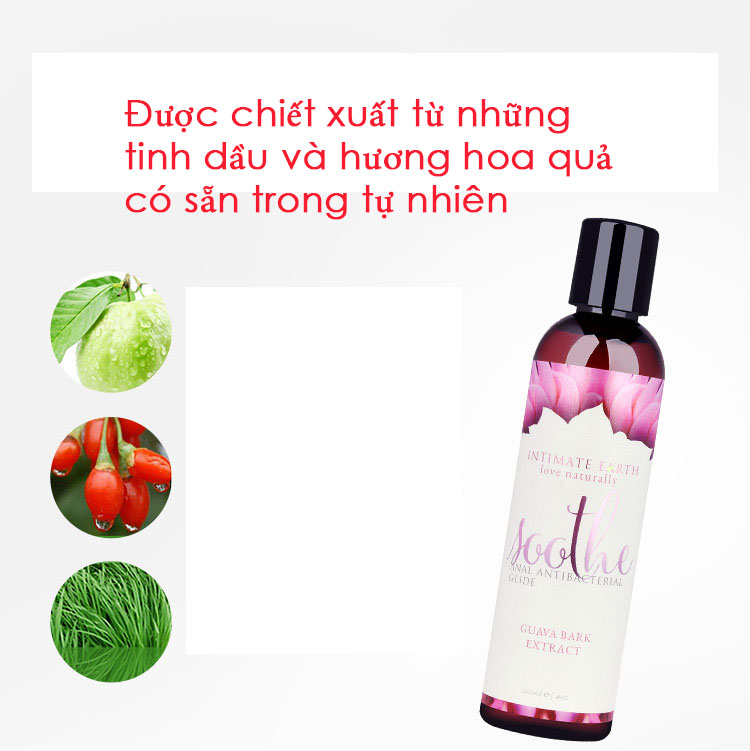 Được chiết xuất từ những
tinh dầu và hương hoa quả
có sẵn trong tự nhiên
INTIMATE EARTH
love naturally
soothe
ANAL ANTIBACTERIAL
GLIDE
GUAVA BARK
EXTRACT